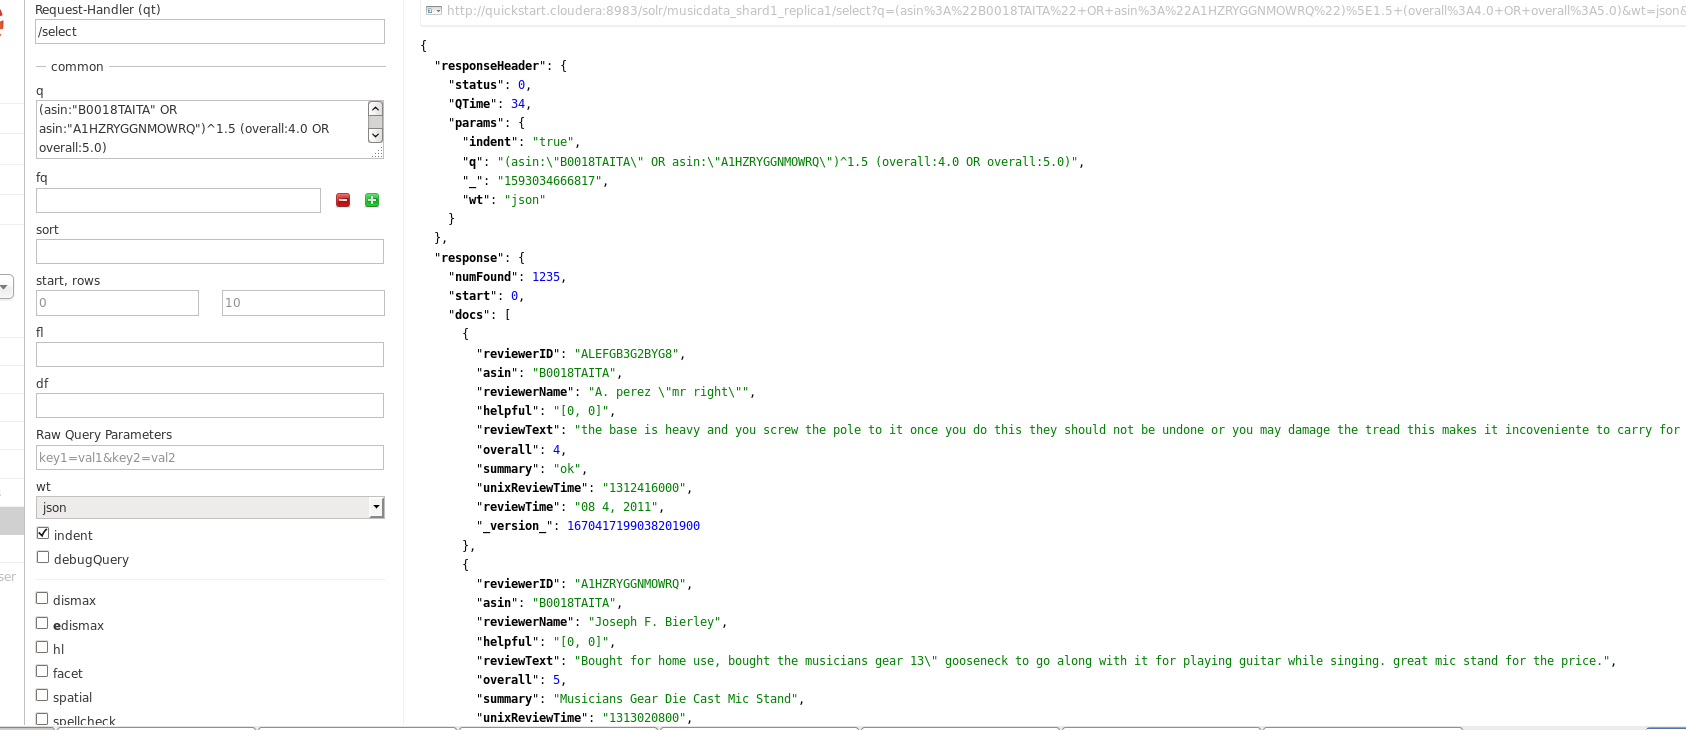 Request-Handler (qt)
/select
common
q
(asin:"B0018TAITA" OR
asin:"A1HZRYGGNMOWRQ")^1.5 (overall:4.0 OR
overall:5.0)
fq
sort
start, rows
0 10
fl
df
Raw Query Parameters
key1=val1&key2=val2
wt
json
indent
debugQuery
dismax
edismax
hl
facet
spatial
spellcheck
ser
http://quickstart.cloudera:8983/solr/musicdata_shard1_replica1/select?q=(asin%3A%22B0018TAITA%22+OR+asin%3A%22A1HZRYGGNMOWRQ%22)%5E1.5+(overall%3A4.0+OR+overall%3A5.0)&wt=json&
{
"responseHeader": {
"status": 0,
"QTime": 34,
"params": {
"indent": "true",
"q": "(asin:\"B0018TAITA\" OR asin:\"A1HZRYGGNMOWRQ\")^1.5 (overall:4.0 OR overall:5.0)",
"_": "1593034666817",
"wt": "json"
}
},
"response": {
"numFound": 1235,
"start": 0,
"docs": [
{
"reviewerID": "ALEFGB3G2BYG8",
"asin": "B0018TAITA",
"reviewerName": "A. perez \"mr right\"",
"helpful": "[0, 0]",
"reviewText": "the base is heavy and you screw the pole to it once you do this they should not be undone or you may damage the tread this makes it incoveniente to carry for
"overall": 4,
"summary": "ok",
"unixReviewTime": "1312416000",
"reviewTime": "08 4, 2011",
"_version_": 1670417199038201900
},
{
"reviewerID": "A1HZRYGGNMOWRQ",
"asin": "B0018TAITA",
"reviewerName": "Joseph F. Bierley",
"helpful": "[0, 0]",
"reviewText": "Bought for home use, bought the musicians gear 13\" gooseneck to go along with it for playing guitar while singing. great mic stand for the price.",
"overall": 5,
"summary": "Musicians Gear Die Cast Mic Stand",
"unixReviewTime": "1313020800",